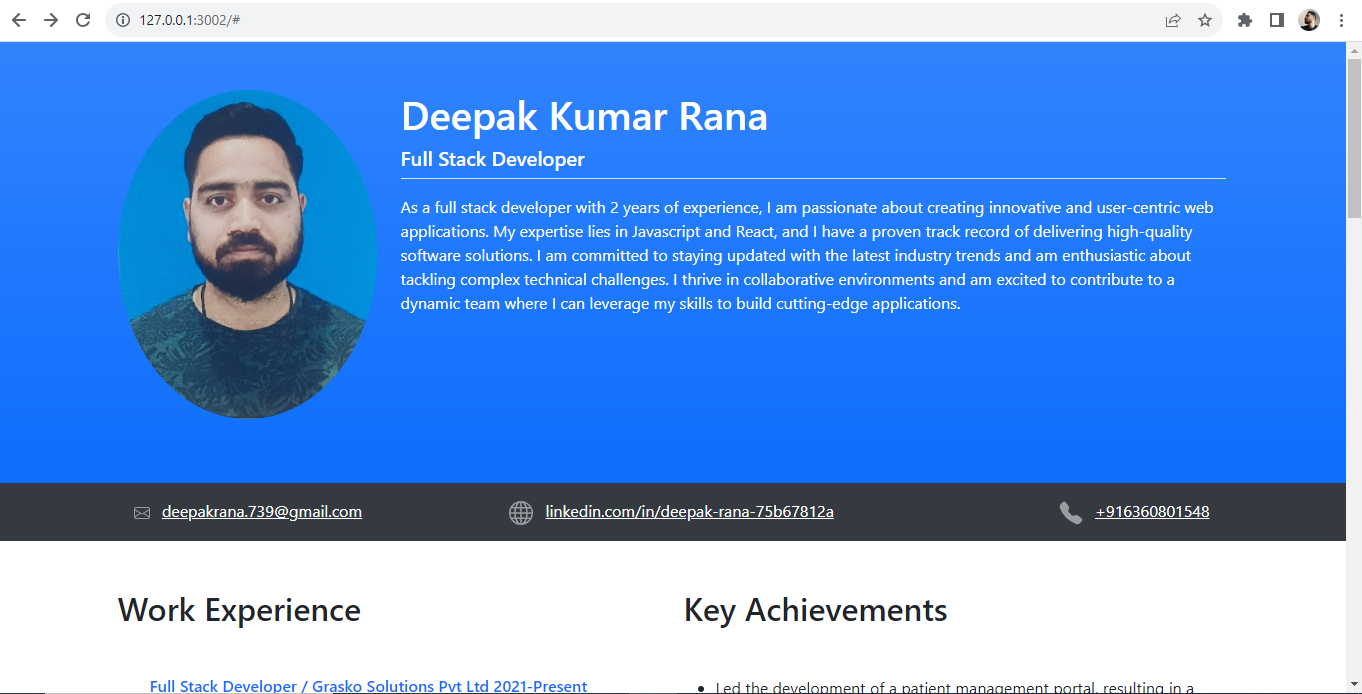 127.0.0.1:3002/#
Deepak Kumar Rana
Full Stack Developer
As a full stack developer with 2 years of experience, I am passionate about creating innovative and user-centric web
applications. My expertise lies in Javascript and React, and I have a proven track record of delivering high-quality
software solutions. I am committed to staying updated with the latest industry trends and am enthusiastic about
tackling complex technical challenges. I thrive in collaborative environments and am excited to contribute to a
dynamic team where I can leverage my skills to build cutting-edge applications.
deepakrana.739@gmail.com
linkedin.com/in/deepak-rana-75b67812a
+916360801548
Work Experience
Full Stack Developer / Grasko Solutions Pvt Ltd 2021-Present
Key Achievements
Led the development of a patient management portal, resulting in a